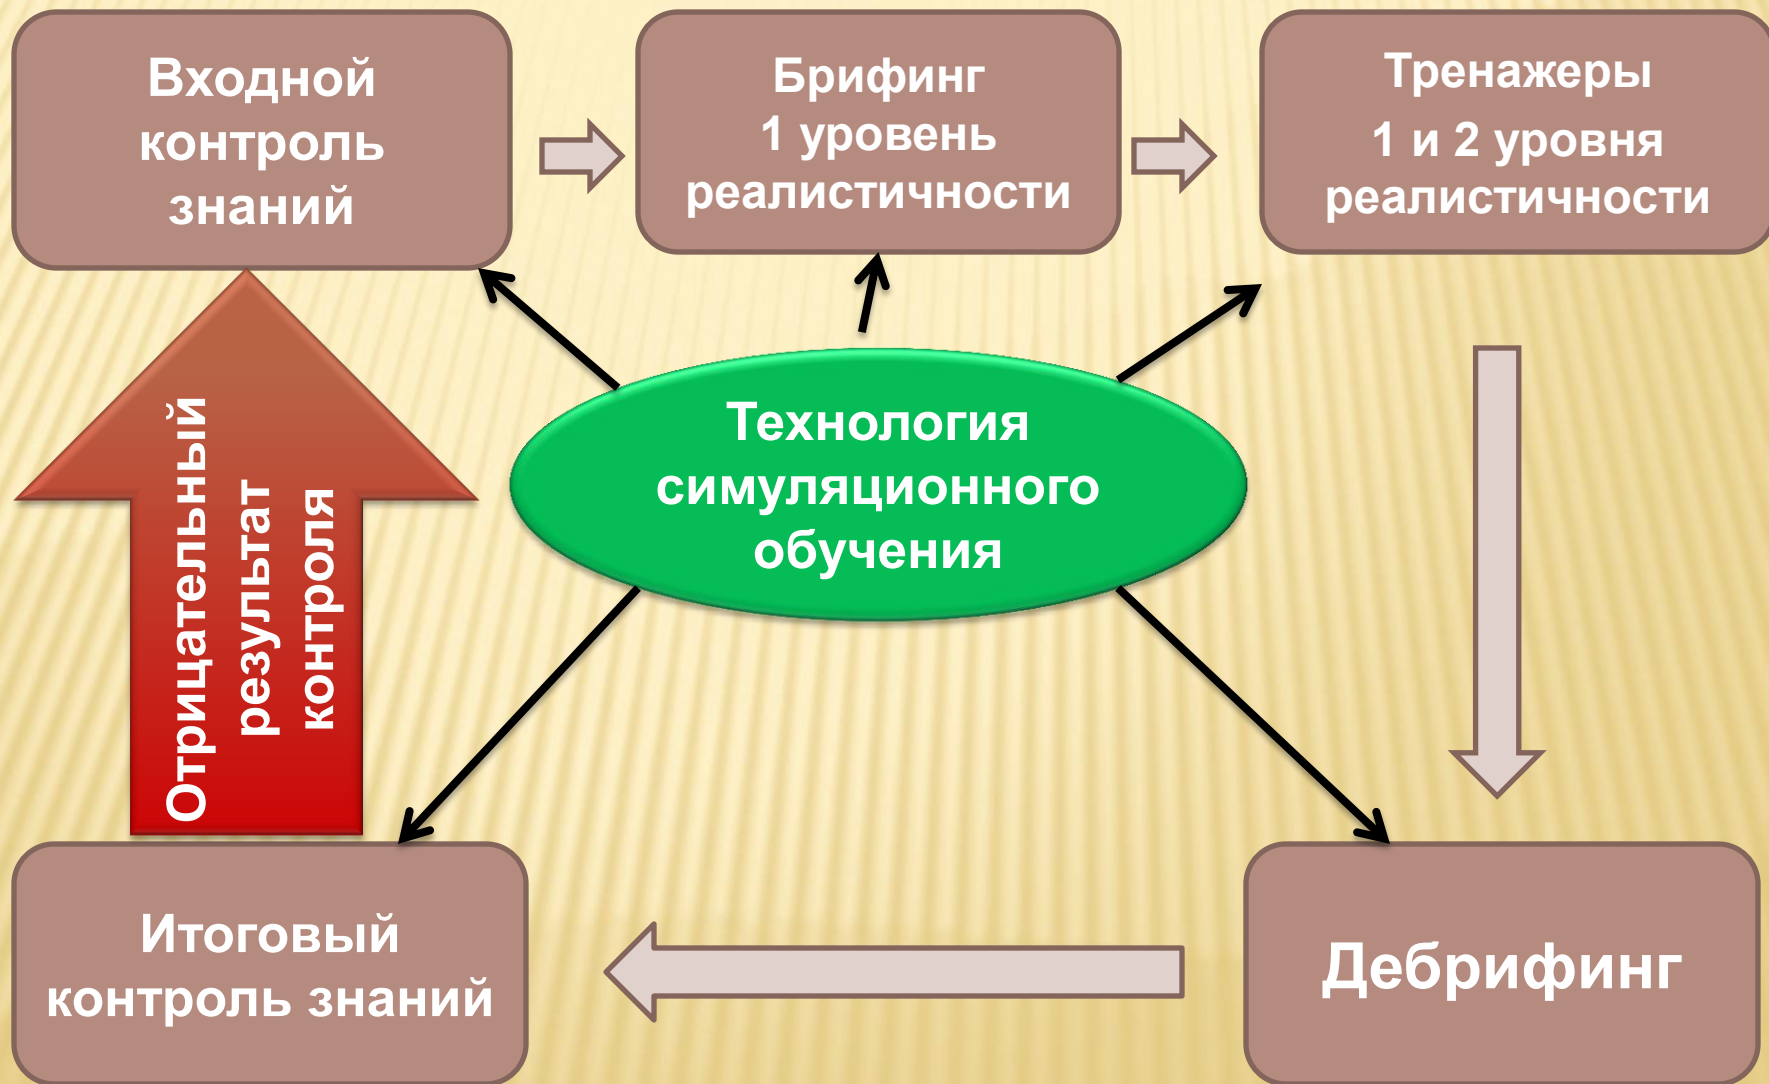 Входной
контроль
знаний
Брифинг
1 уровень
реалистичности
Тренажеры
1 и 2 уровня
реалистичности
Технология
симуляционного
обучения
Отрицательный
результат
контроля
Итоговый
контроль знаний
Дебрифинг